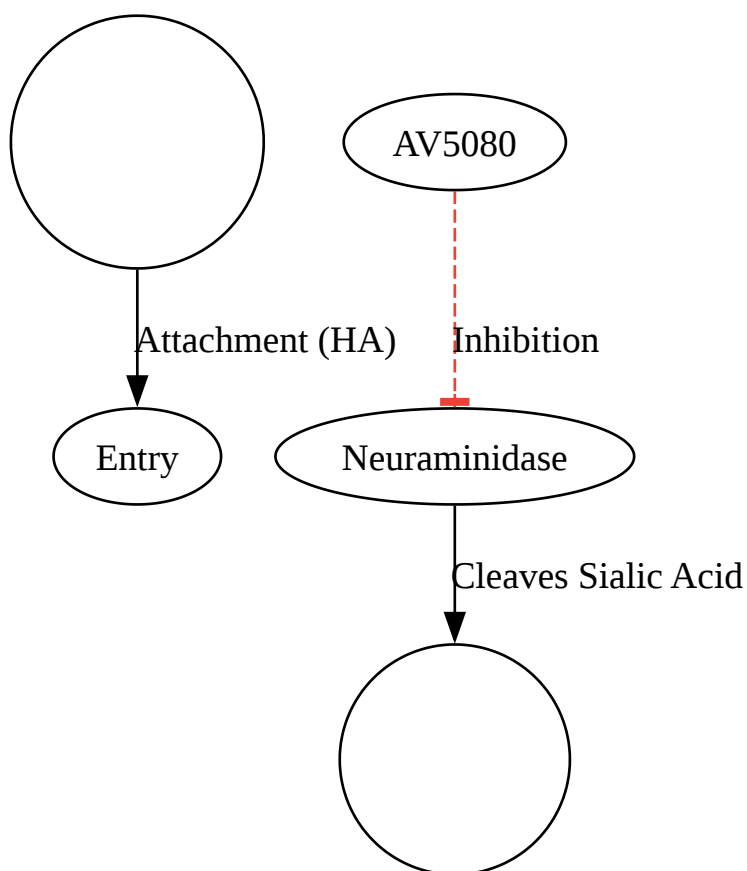 AV5080
Attachment (HA)
Inhibition
Entry
Neuraminidase
Cleaves Sialic Acid